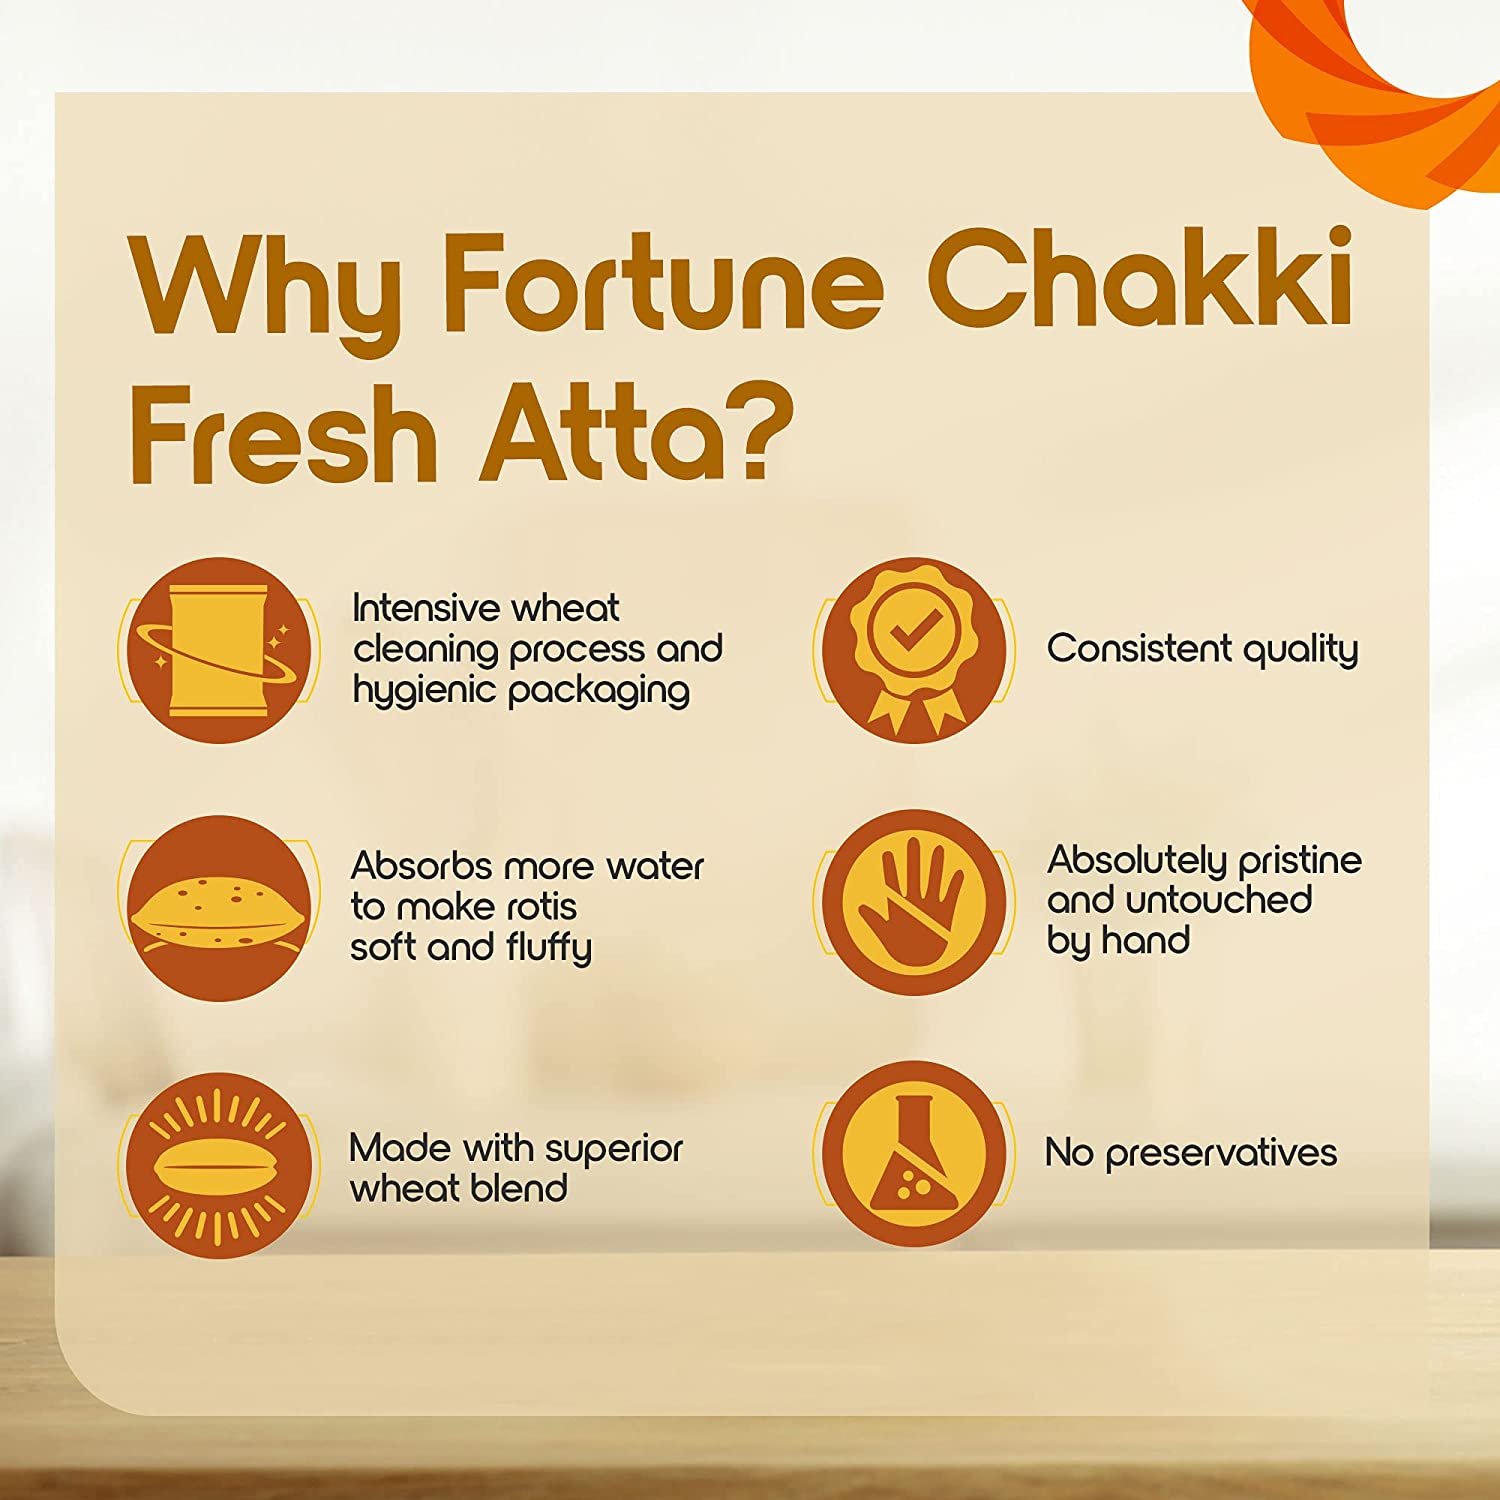 Why Fortune Chakki
Fresh Atta?
Intensive wheat
cleaning process and
hygienic packaging
Consistent quality
Absorbs more water
to make rotis
soft and fluffy
Absolutely pristine
and untouched
by hand
Made with superior
wheat blend
No preservatives